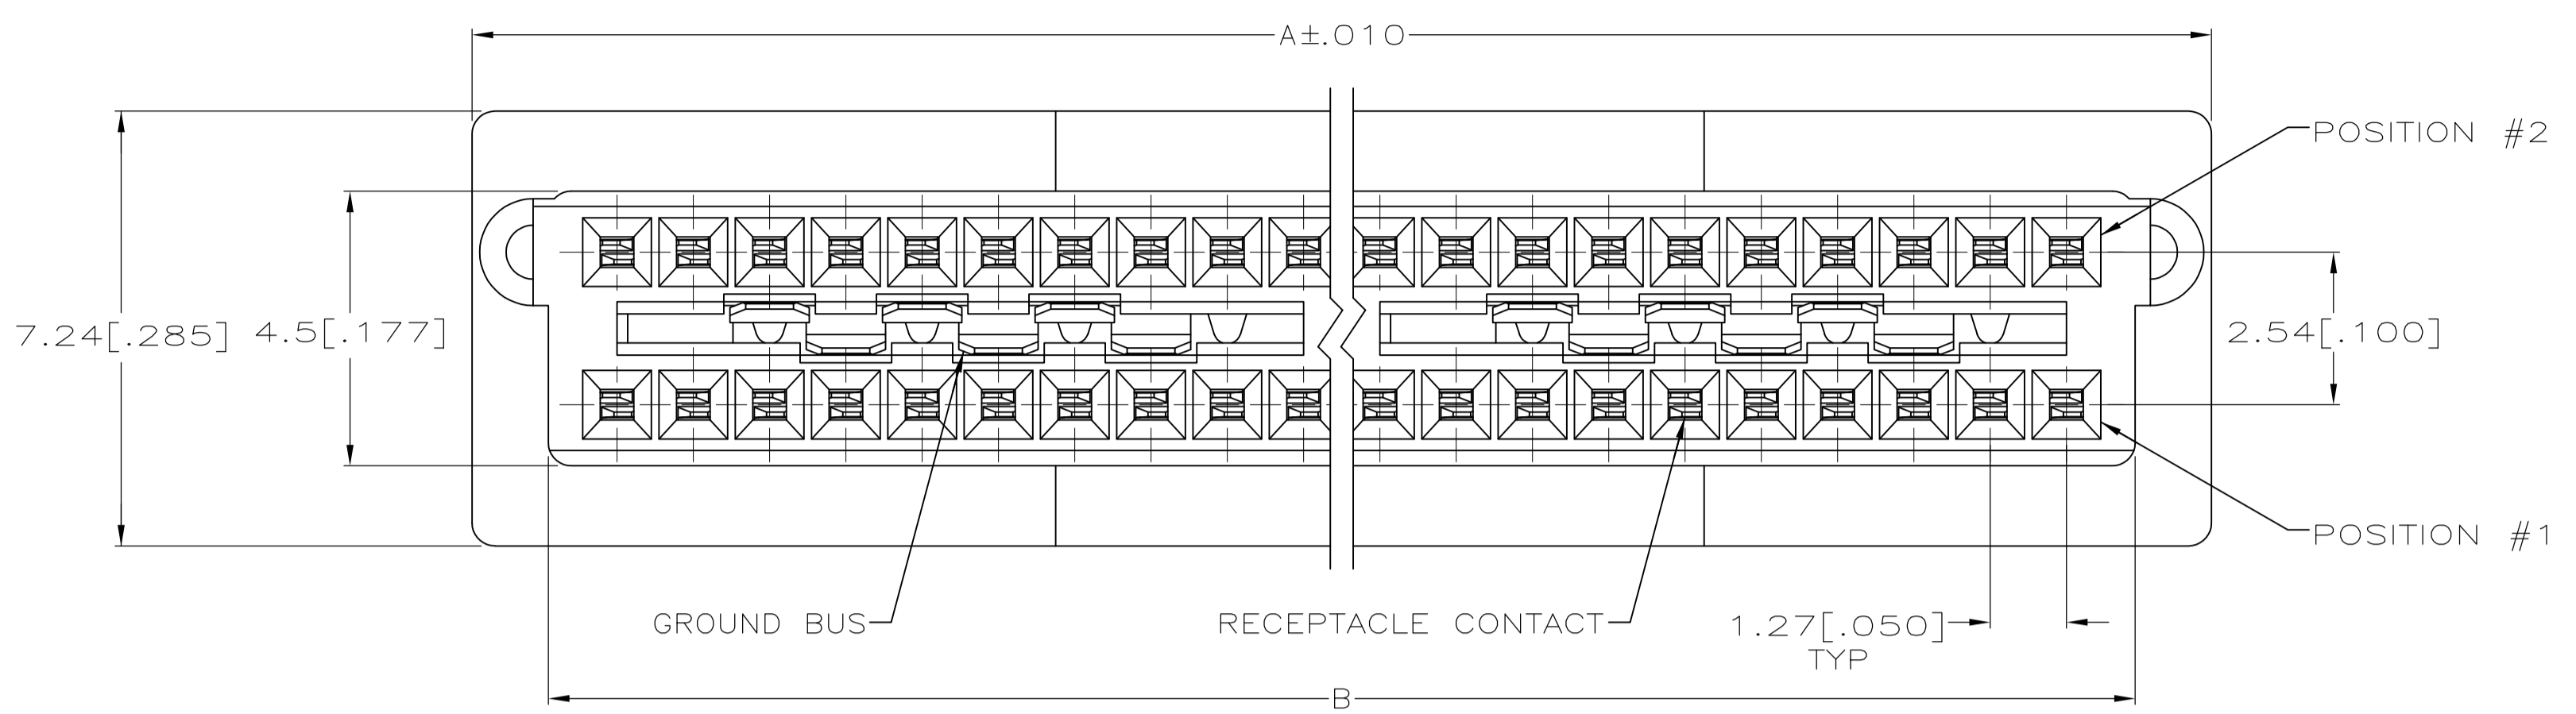 A±.010
POSITION #2
7.24[.285]
4.5[.177]
2.54[.100]
POSITION #1
GROUND BUS
RECEPTACLE CONTACT
1.27[.050]
TYP
B